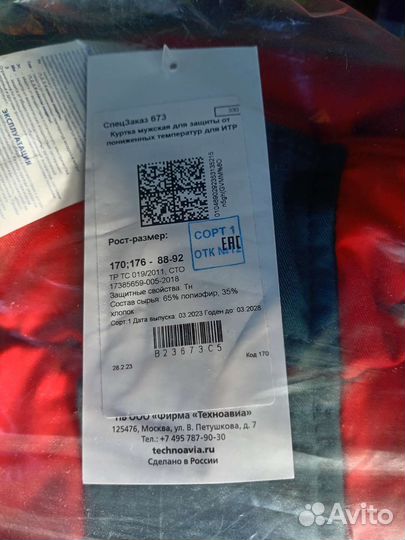 ЭКСПЛУАТАЦИЯ
СпецЗаказ 673
Куртка мужская для защиты от
пониженных температур для ИТР
Рост-размер:
170;176 - 88-92
СОРТ 1
ОТК №12
EAC
ТР ТС 019/2011, СТО
17385659-005-2018
Защитные свойства: Тн
Состав сырья: 65% полиэфир, 35%
хлопок
Сорт:1 Дата выпуска: 03.2023 Годен до: 03.2028
B23673C5
28.2.23
Код 170
ПВ ООО «Фирма «Техноавиа»
125476, Москва, ул. В. Петушкова, д. 7
Тел.: +7 495 787-90-30
technoavia.ru
Сделано в России
Avito